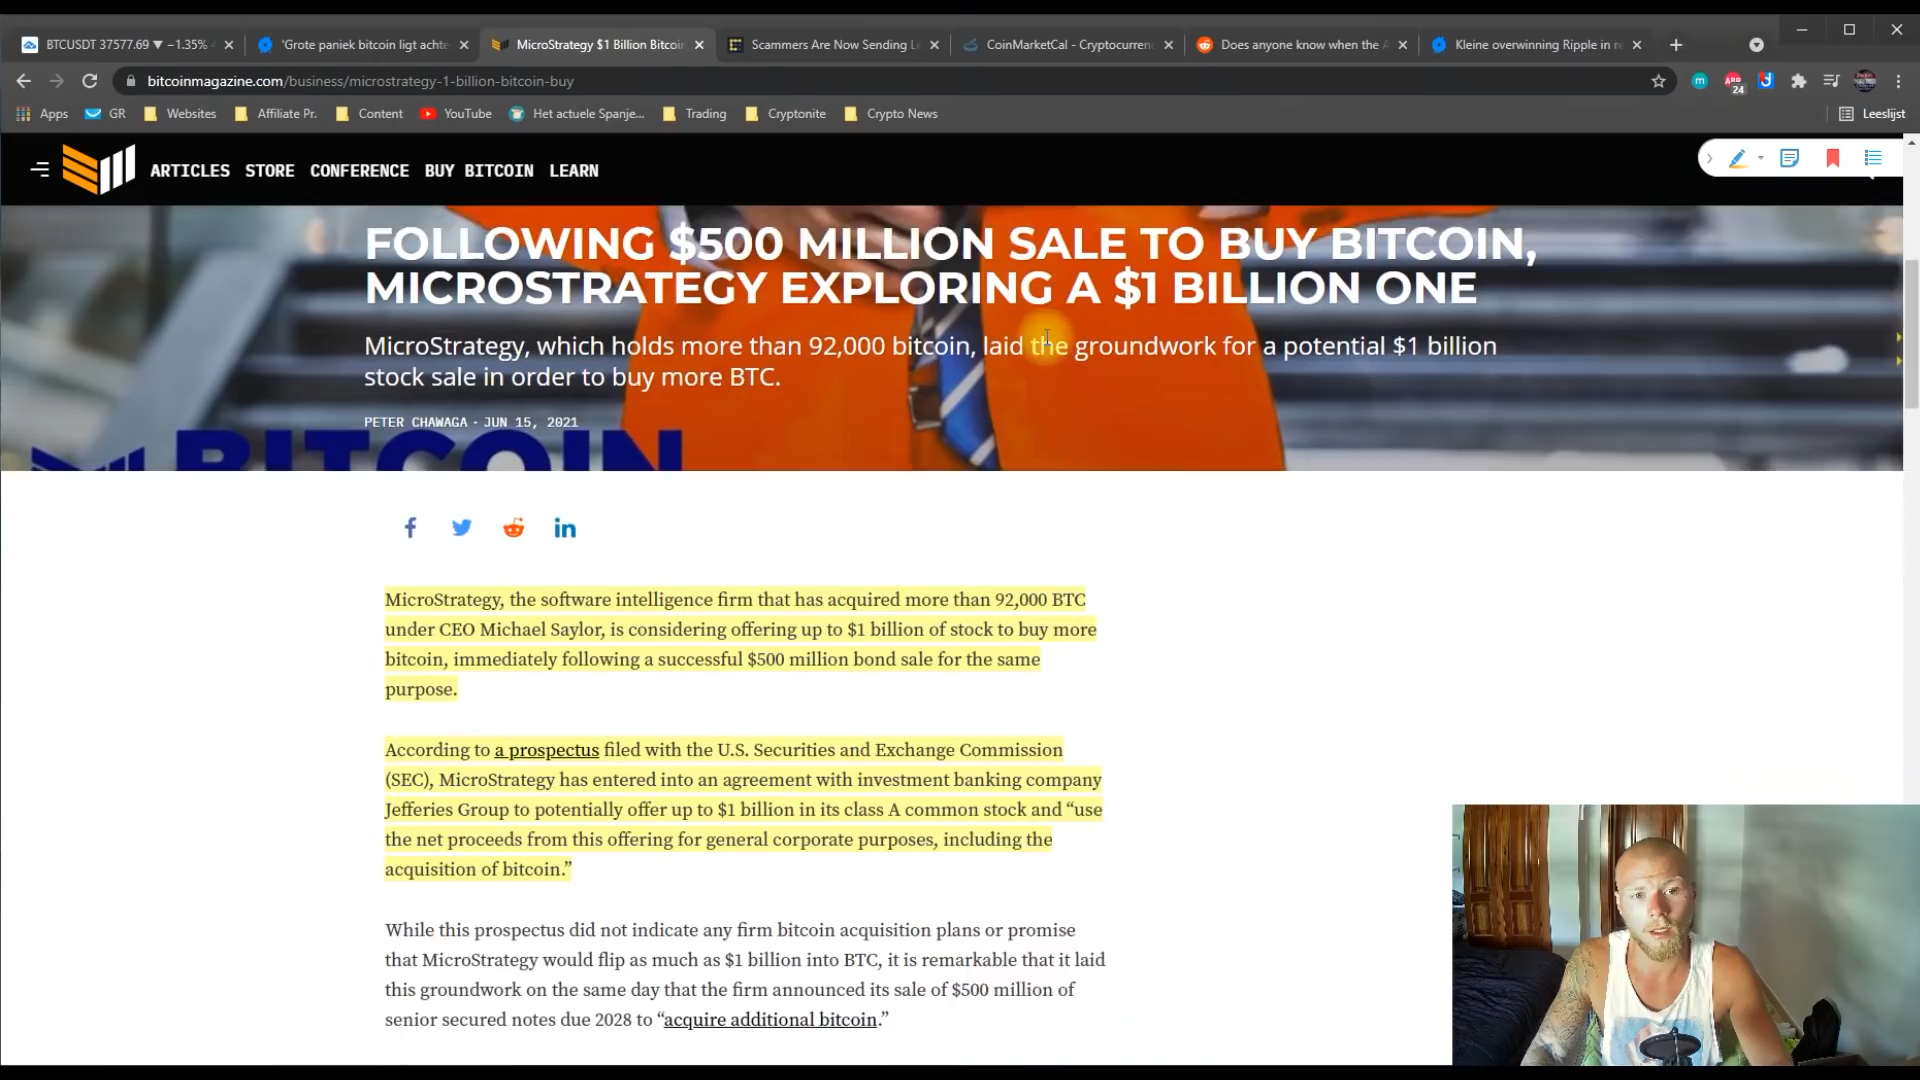 BTCUSDT 37577.69 ▼ −1.35%
'Grote paniek bitcoin ligt achte
MicroStrategy $1 Billion Bitcoin
Scammers Are Now Sending Le
CoinMarketCal - Cryptocurren
Does anyone know when the A
Kleine overwinning Ripple in re
bitcoinmagazine.com/business/microstrategy-1-billion-bitcoin-buy
24
Apps
GR
Websites
Affiliate Pr.
Content
YouTube
Het actuele Spanje...
Trading
Cryptonite
Crypto News
Leeslijst
ARTICLES STORE CONFERENCE BUY BITCOIN LEARN
FOLLOWING $500 MILLION SALE TO BUY BITCOIN,
MICROSTRATEGY EXPLORING A $1 BILLION ONE
MicroStrategy, which holds more than 92,000 bitcoin, laid the groundwork for a potential $1 billion
stock sale in order to buy more BTC.
PETER CHAWAGA · JUN 15, 2021
BITCOIN
MicroStrategy, the software intelligence firm that has acquired more than 92,000 BTC
under CEO Michael Saylor, is considering offering up to $1 billion of stock to buy more
bitcoin, immediately following a successful $500 million bond sale for the same
purpose.
According to a prospectus filed with the U.S. Securities and Exchange Commission
(SEC), MicroStrategy has entered into an agreement with investment banking company
Jefferies Group to potentially offer up to $1 billion in its class A common stock and “use
the net proceeds from this offering for general corporate purposes, including the
acquisition of bitcoin.”
While this prospectus did not indicate any firm bitcoin acquisition plans or promise
that MicroStrategy would flip as much as $1 billion into BTC, it is remarkable that it laid
this groundwork on the same day that the firm announced its sale of $500 million of
senior secured notes due 2028 to “acquire additional bitcoin.”